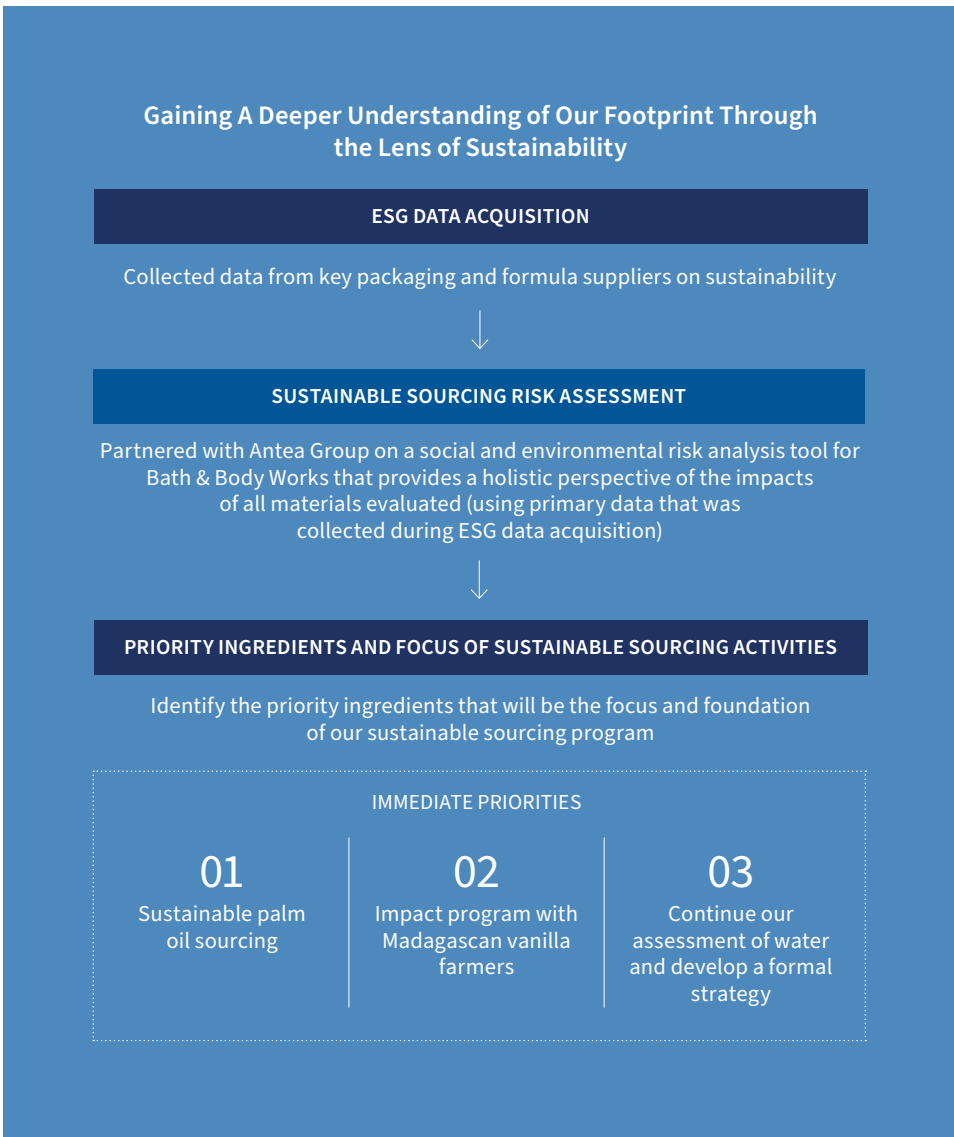 Gaining A Deeper Understanding of Our Footprint Through
the Lens of Sustainability
ESG DATA ACQUISITION
Collected data from key packaging and formula suppliers on sustainability
SUSTAINABLE SOURCING RISK ASSESSMENT
Partnered with Antea Group on a social and environmental risk analysis tool for
Bath & Body Works that provides a holistic perspective of the impacts
of all materials evaluated (using primary data that was
collected during ESG data acquisition)
PRIORITY INGREDIENTS AND FOCUS OF SUSTAINABLE SOURCING ACTIVITIES
Identify the priority ingredients that will be the focus and foundation
of our sustainable sourcing program
IMMEDIATE PRIORITIES
01
Sustainable palm
oil sourcing
02
Impact program with
Madagascan vanilla
farmers
03
Continue our
assessment of water
and develop a formal
strategy